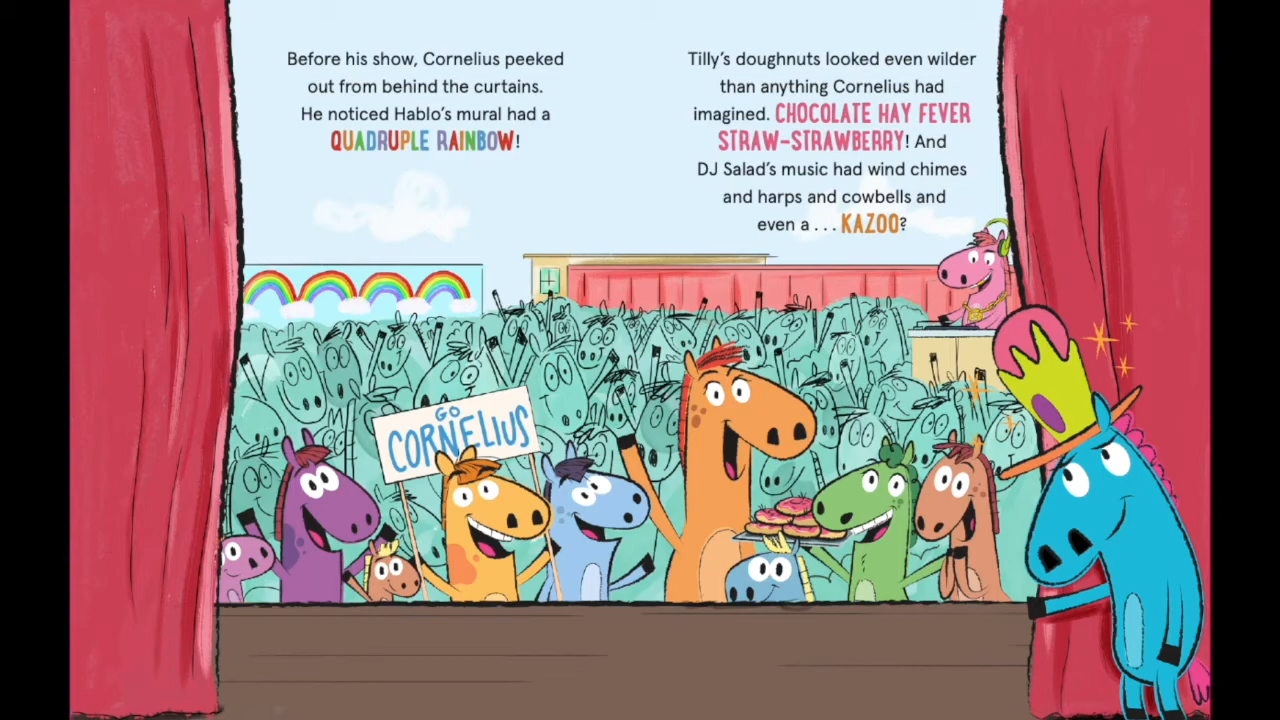 Before his show, Cornelius peeked
out from behind the curtains.
He noticed Hablo's mural had a
QUADRUPLE RAINBOW!
Tilly's doughnuts looked even wilder
than anything Cornelius had
imagined. CHOCOLATE HAY FEVER
STRAW-STRAWBERRY! And
DJ Salad's music had wind chimes
and harps and cowbells and
even a . . . KAZOO?
GO
CORNELIUS